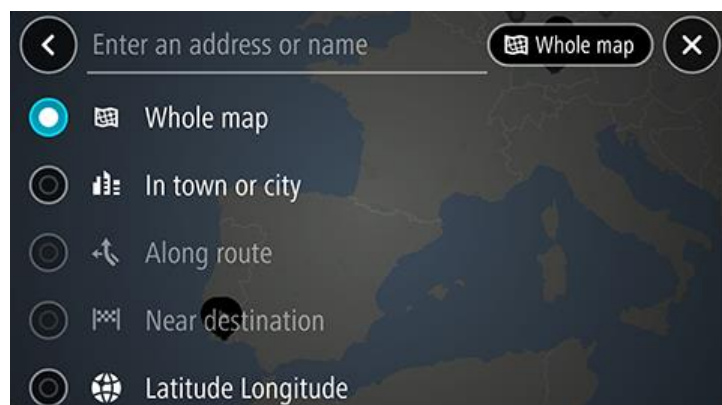 Enter an address or name
Whole map
Whole map
In town or city
Along route
Near destination
Latitude Longitude